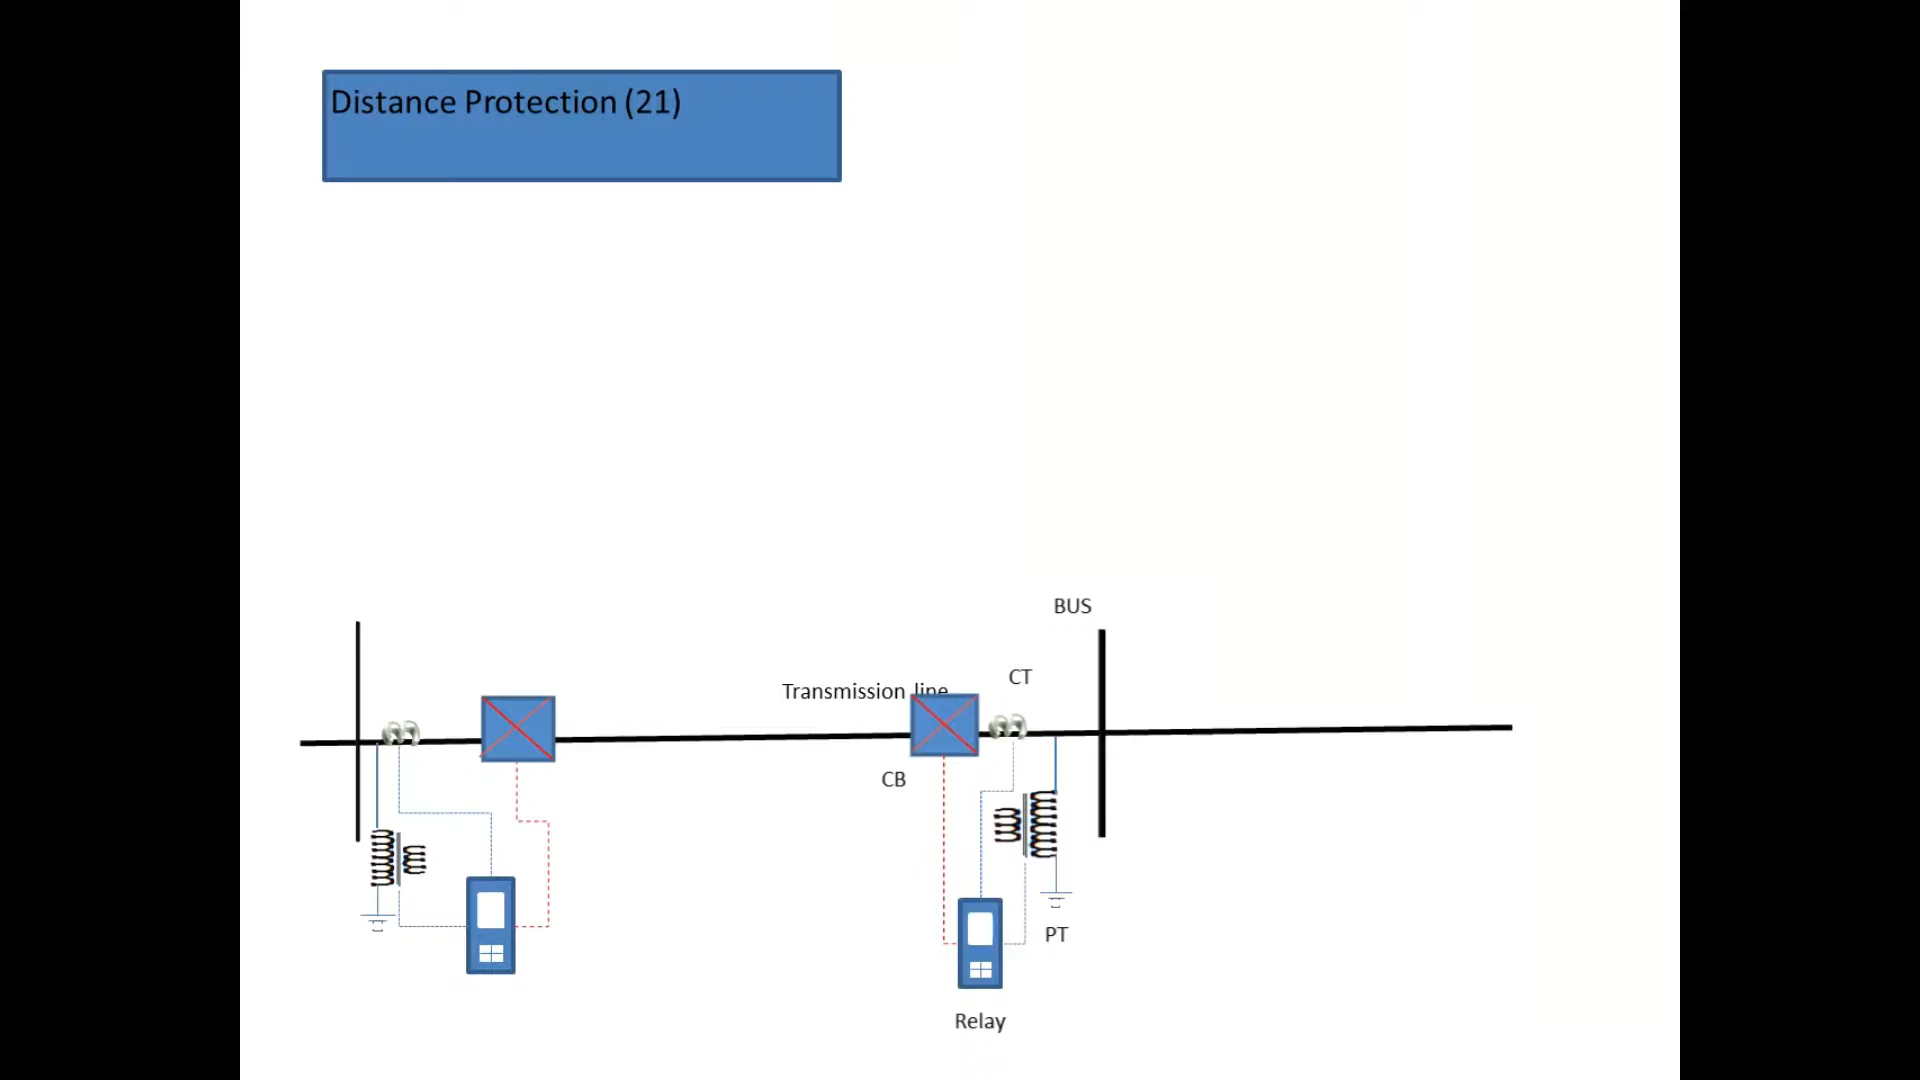 Distance Protection (21)
BUS
CT
Transmission line
CB
PT
Relay